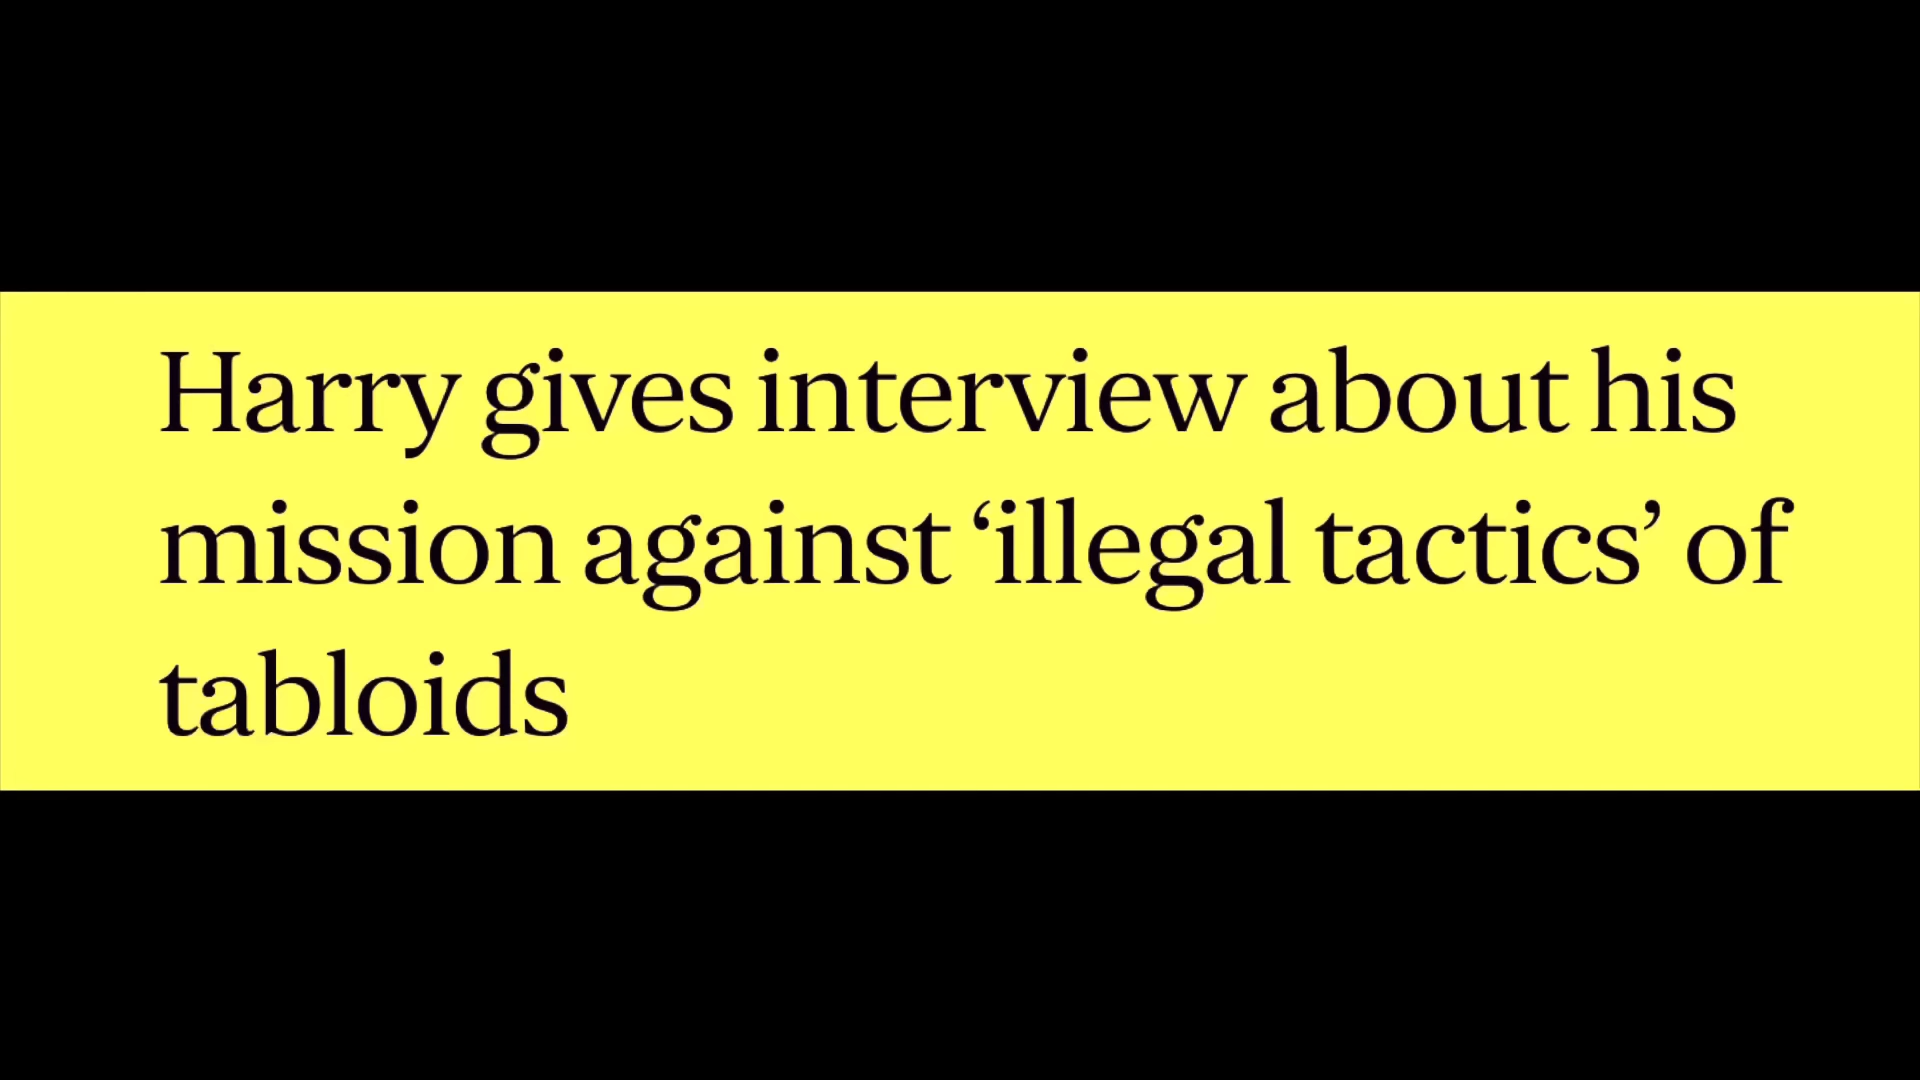 Harry gives interview about his
mission against ‘illegal tactics’ of
tabloids